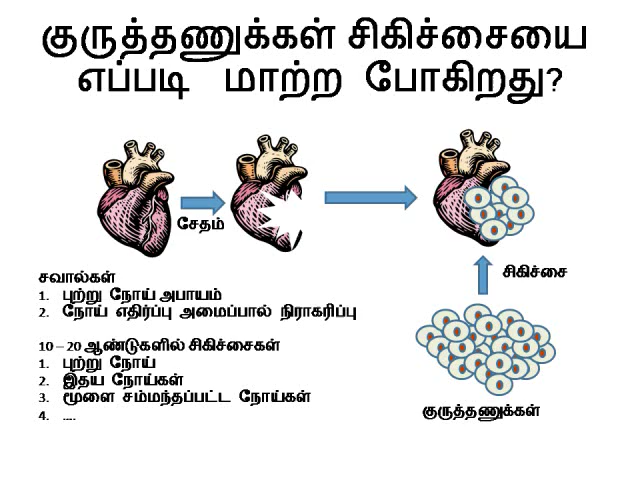 குருத்தணுக்கள் சிகிச்சையை
எப்படி மாற்ற போகிறது?
சேதம்
சிகிச்சை
சவால்கள்
1. புற்று நோய் அபாயம்
2. நோய் எதிர்ப்பு அமைப்பால் நிராகரிப்பு
10 – 20 ஆண்டுகளில் சிகிச்சைகள்
1. புற்று நோய்
2. இதய நோய்கள்
3. மூளை சம்மந்தப்பட்ட நோய்கள்
4. ....
குருத்தணுக்கள்